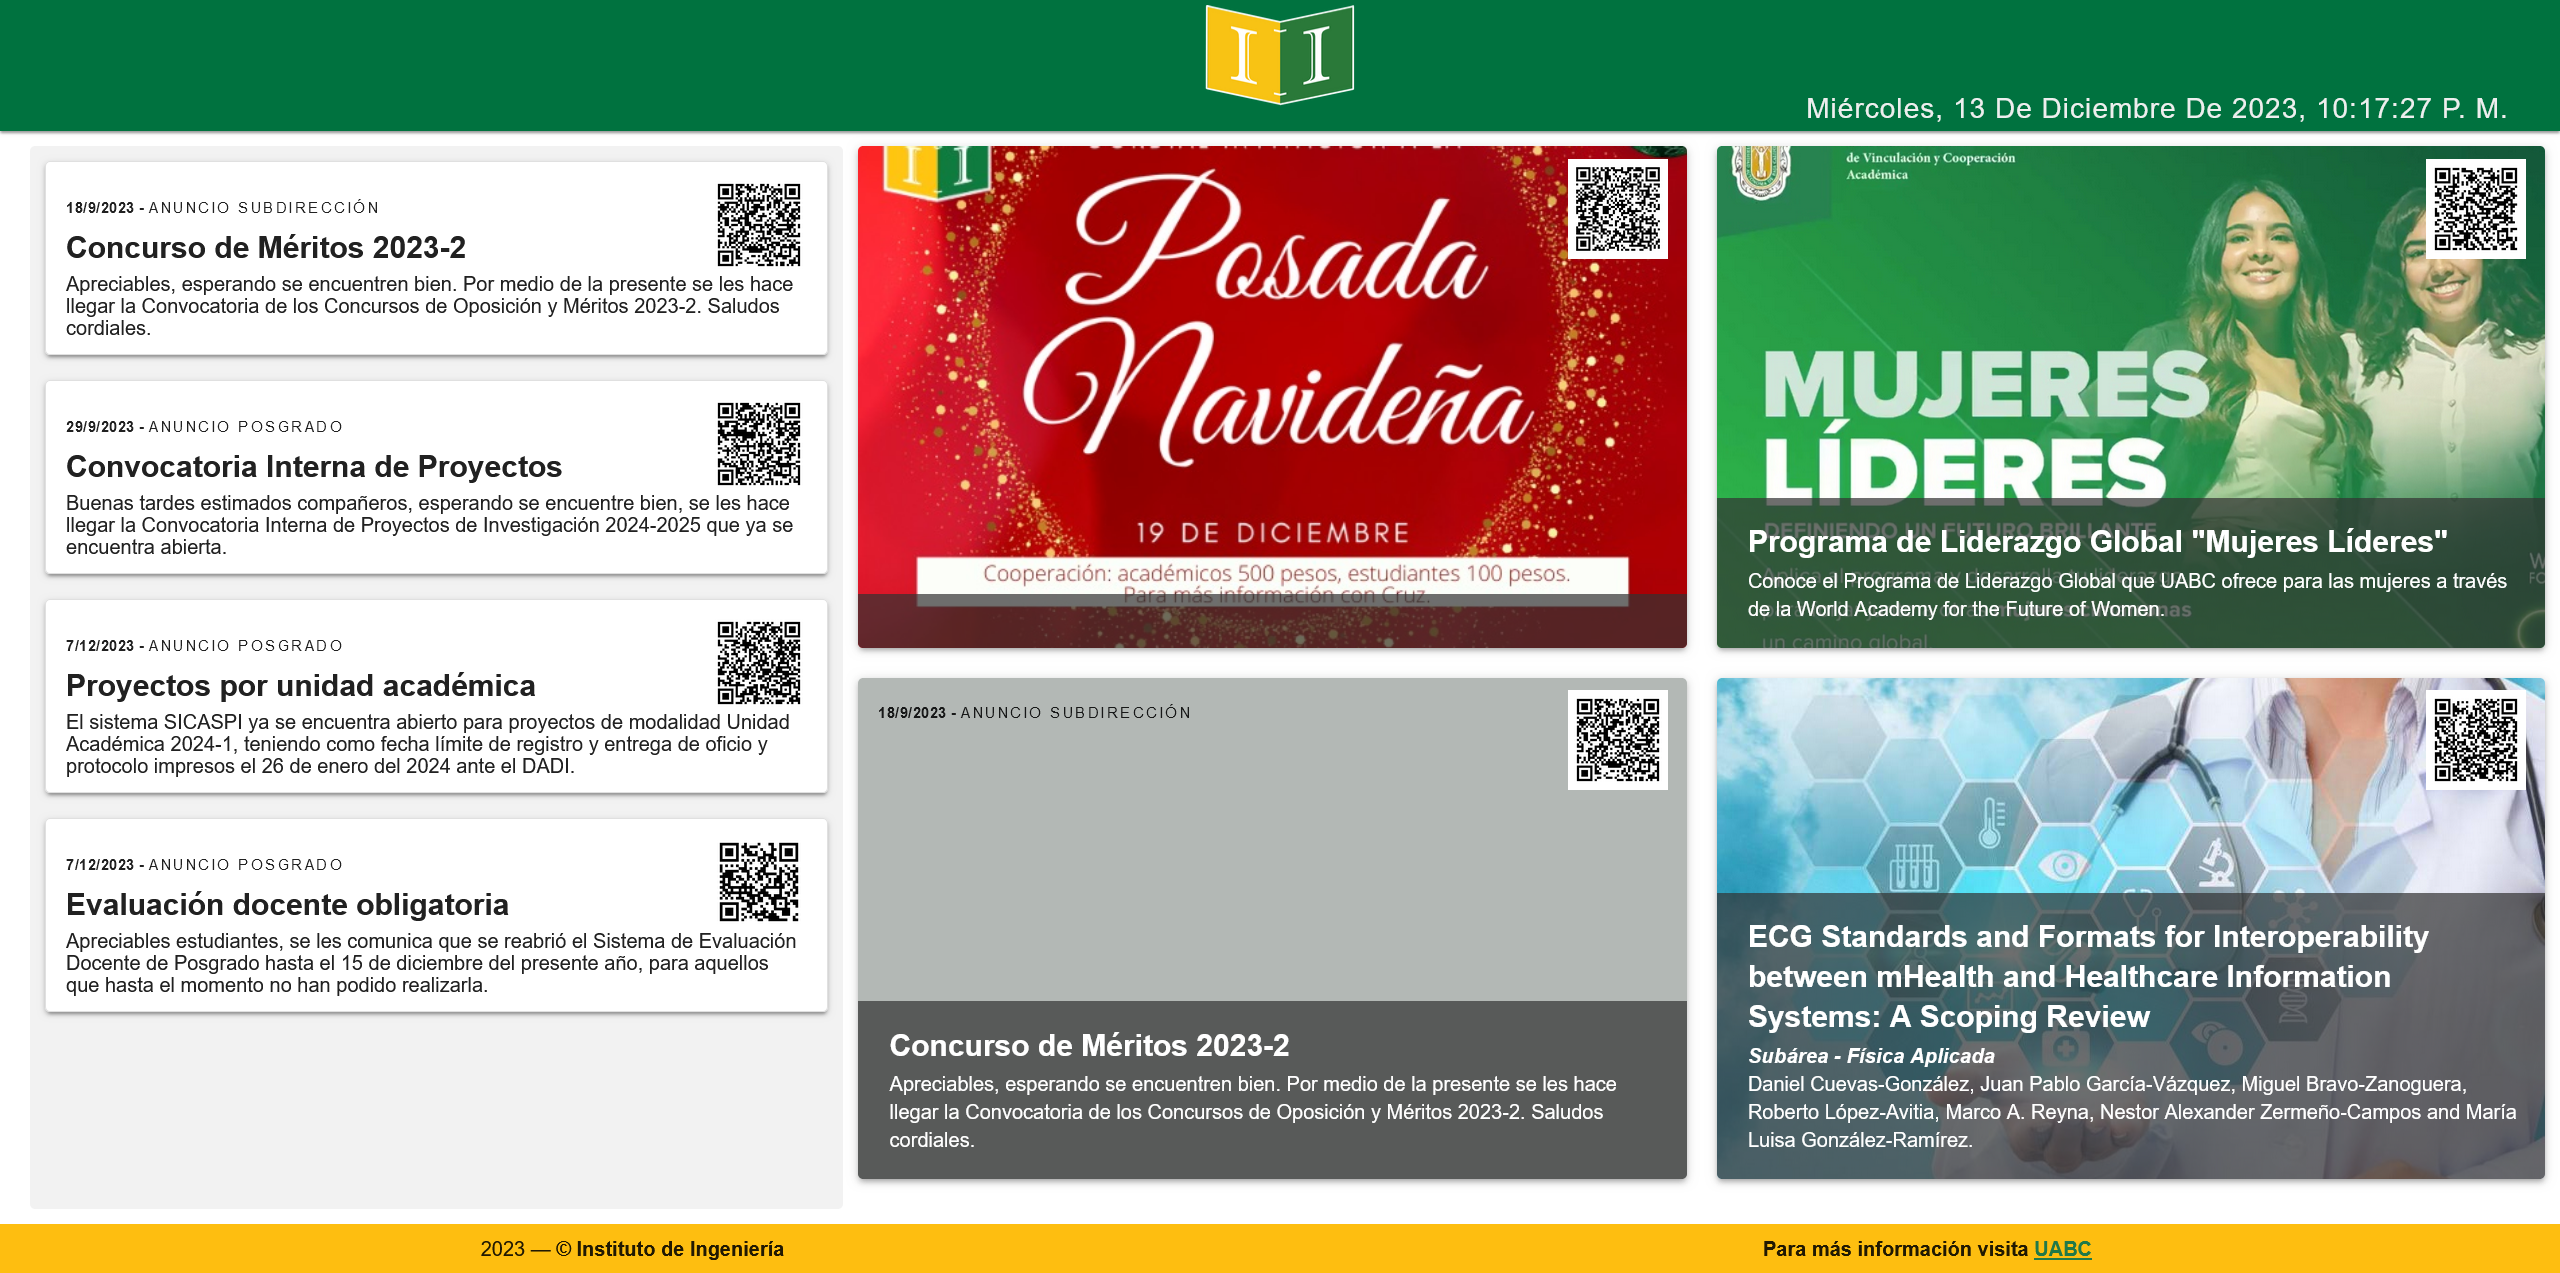 I I
Miércoles, 13 De Diciembre De 2023, 10:17:27 P. M.
18/9/2023 - ANUNCIO SUBDIRECCIÓN
Concurso de Méritos 2023-2
Apreciables, esperando se encuentren bien. Por medio de la presente se les hace
llegar la Convocatoria de los Concursos de Oposición y Méritos 2023-2. Saludos
cordiales.
29/9/2023 - ANUNCIO POSGRADO
Convocatoria Interna de Proyectos
Buenas tardes estimados compañeros, esperando se encuentre bien, se les hace
llegar la Convocatoria Interna de Proyectos de Investigación 2024-2025 que ya se
encuentra abierta.
7/12/2023 - ANUNCIO POSGRADO
Proyectos por unidad académica
El sistema SICASPI ya se encuentra abierto para proyectos de modalidad Unidad
Académica 2024-1, teniendo como fecha límite de registro y entrega de oficio y
protocolo impresos el 26 de enero del 2024 ante el DADI.
7/12/2023 - ANUNCIO POSGRADO
Evaluación docente obligatoria
Apreciables estudiantes, se les comunica que se reabrió el Sistema de Evaluación
Docente de Posgrado hasta el 15 de diciembre del presente año, para aquellos
que hasta el momento no han podido realizarla.
I I
Posada
Navideña
19 DE DICIEMBRE
Cooperación: académicos 500 pesos, estudiantes 100 pesos.
Para más información con Cruz.
de Vinculación y Cooperación
Académica
MUJERES
LÍDERES
DEFINIENDO UN FUTURO BRILLANTE
Programa de Liderazgo Global "Mujeres Líderes"
Conoce el Programa de Liderazgo Global que UABC ofrece para las mujeres a través
de la World Academy for the Future of Women.
un camino global.
18/9/2023 - ANUNCIO SUBDIRECCIÓN
Concurso de Méritos 2023-2
Apreciables, esperando se encuentren bien. Por medio de la presente se les hace
llegar la Convocatoria de los Concursos de Oposición y Méritos 2023-2. Saludos
cordiales.
ECG Standards and Formats for Interoperability
between mHealth and Healthcare Information
Systems: A Scoping Review
Subárea - Física Aplicada
Daniel Cuevas-González, Juan Pablo García-Vázquez, Miguel Bravo-Zanoguera,
Roberto López-Avitia, Marco A. Reyna, Nestor Alexander Zermeño-Campos and María
Luisa González-Ramírez.
2023 — © Instituto de Ingeniería
Para más información visita UABC